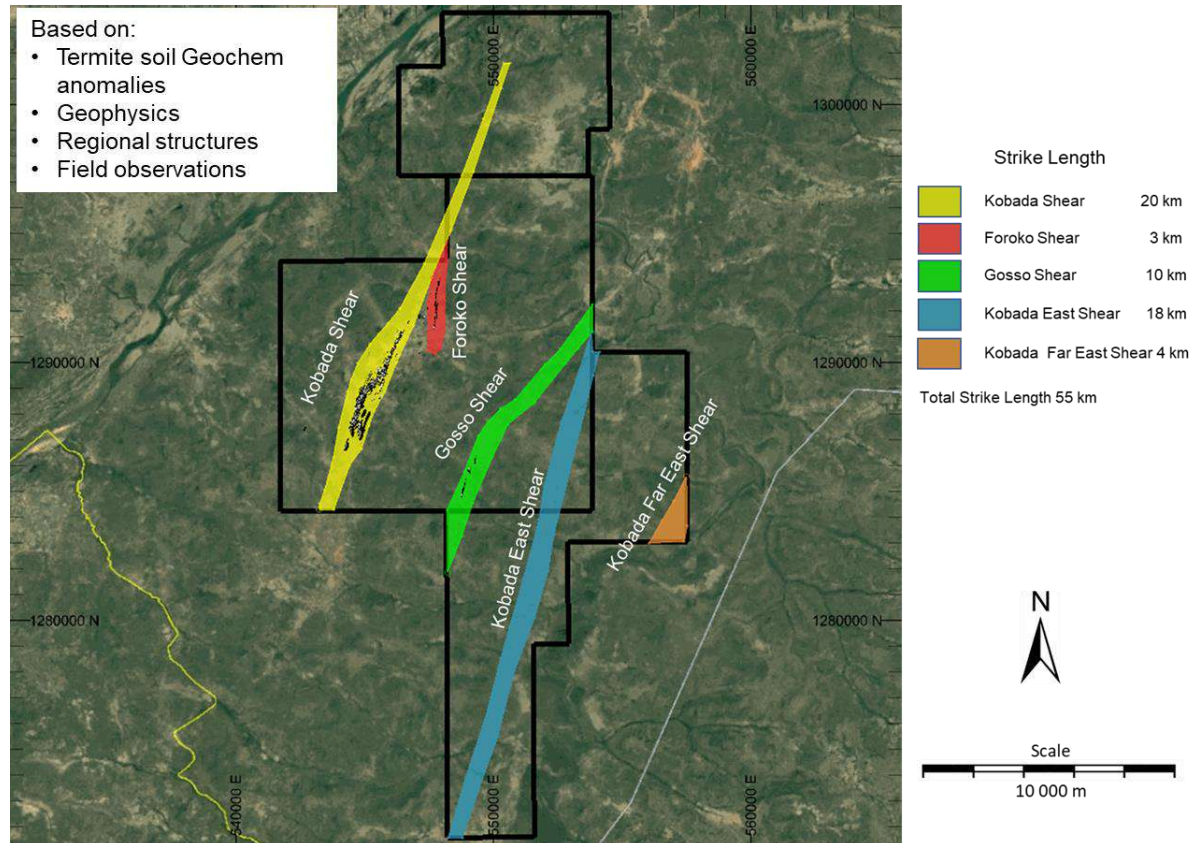 Based on:
• Termite soil Geochem
anomalies
• Geophysics
• Regional structures
• Field observations
550000 E
560000 E
1300000 N
Strike Length
Kobada Shear 20 km
Foroko Shear 3 km
Gosso Shear 10 km
Kobada East Shear 18 km
Kobada Far East Shear 4 km
Total Strike Length 55 km
Kobada Shear
Foroko Shear
1290000 N
1290000 N
Gosso Shear
Kobada East Shear
Kobada Far East Shear
1280000 N
1280000 N
N
540000 E
550000 E
560000 E
Scale
10 000 m